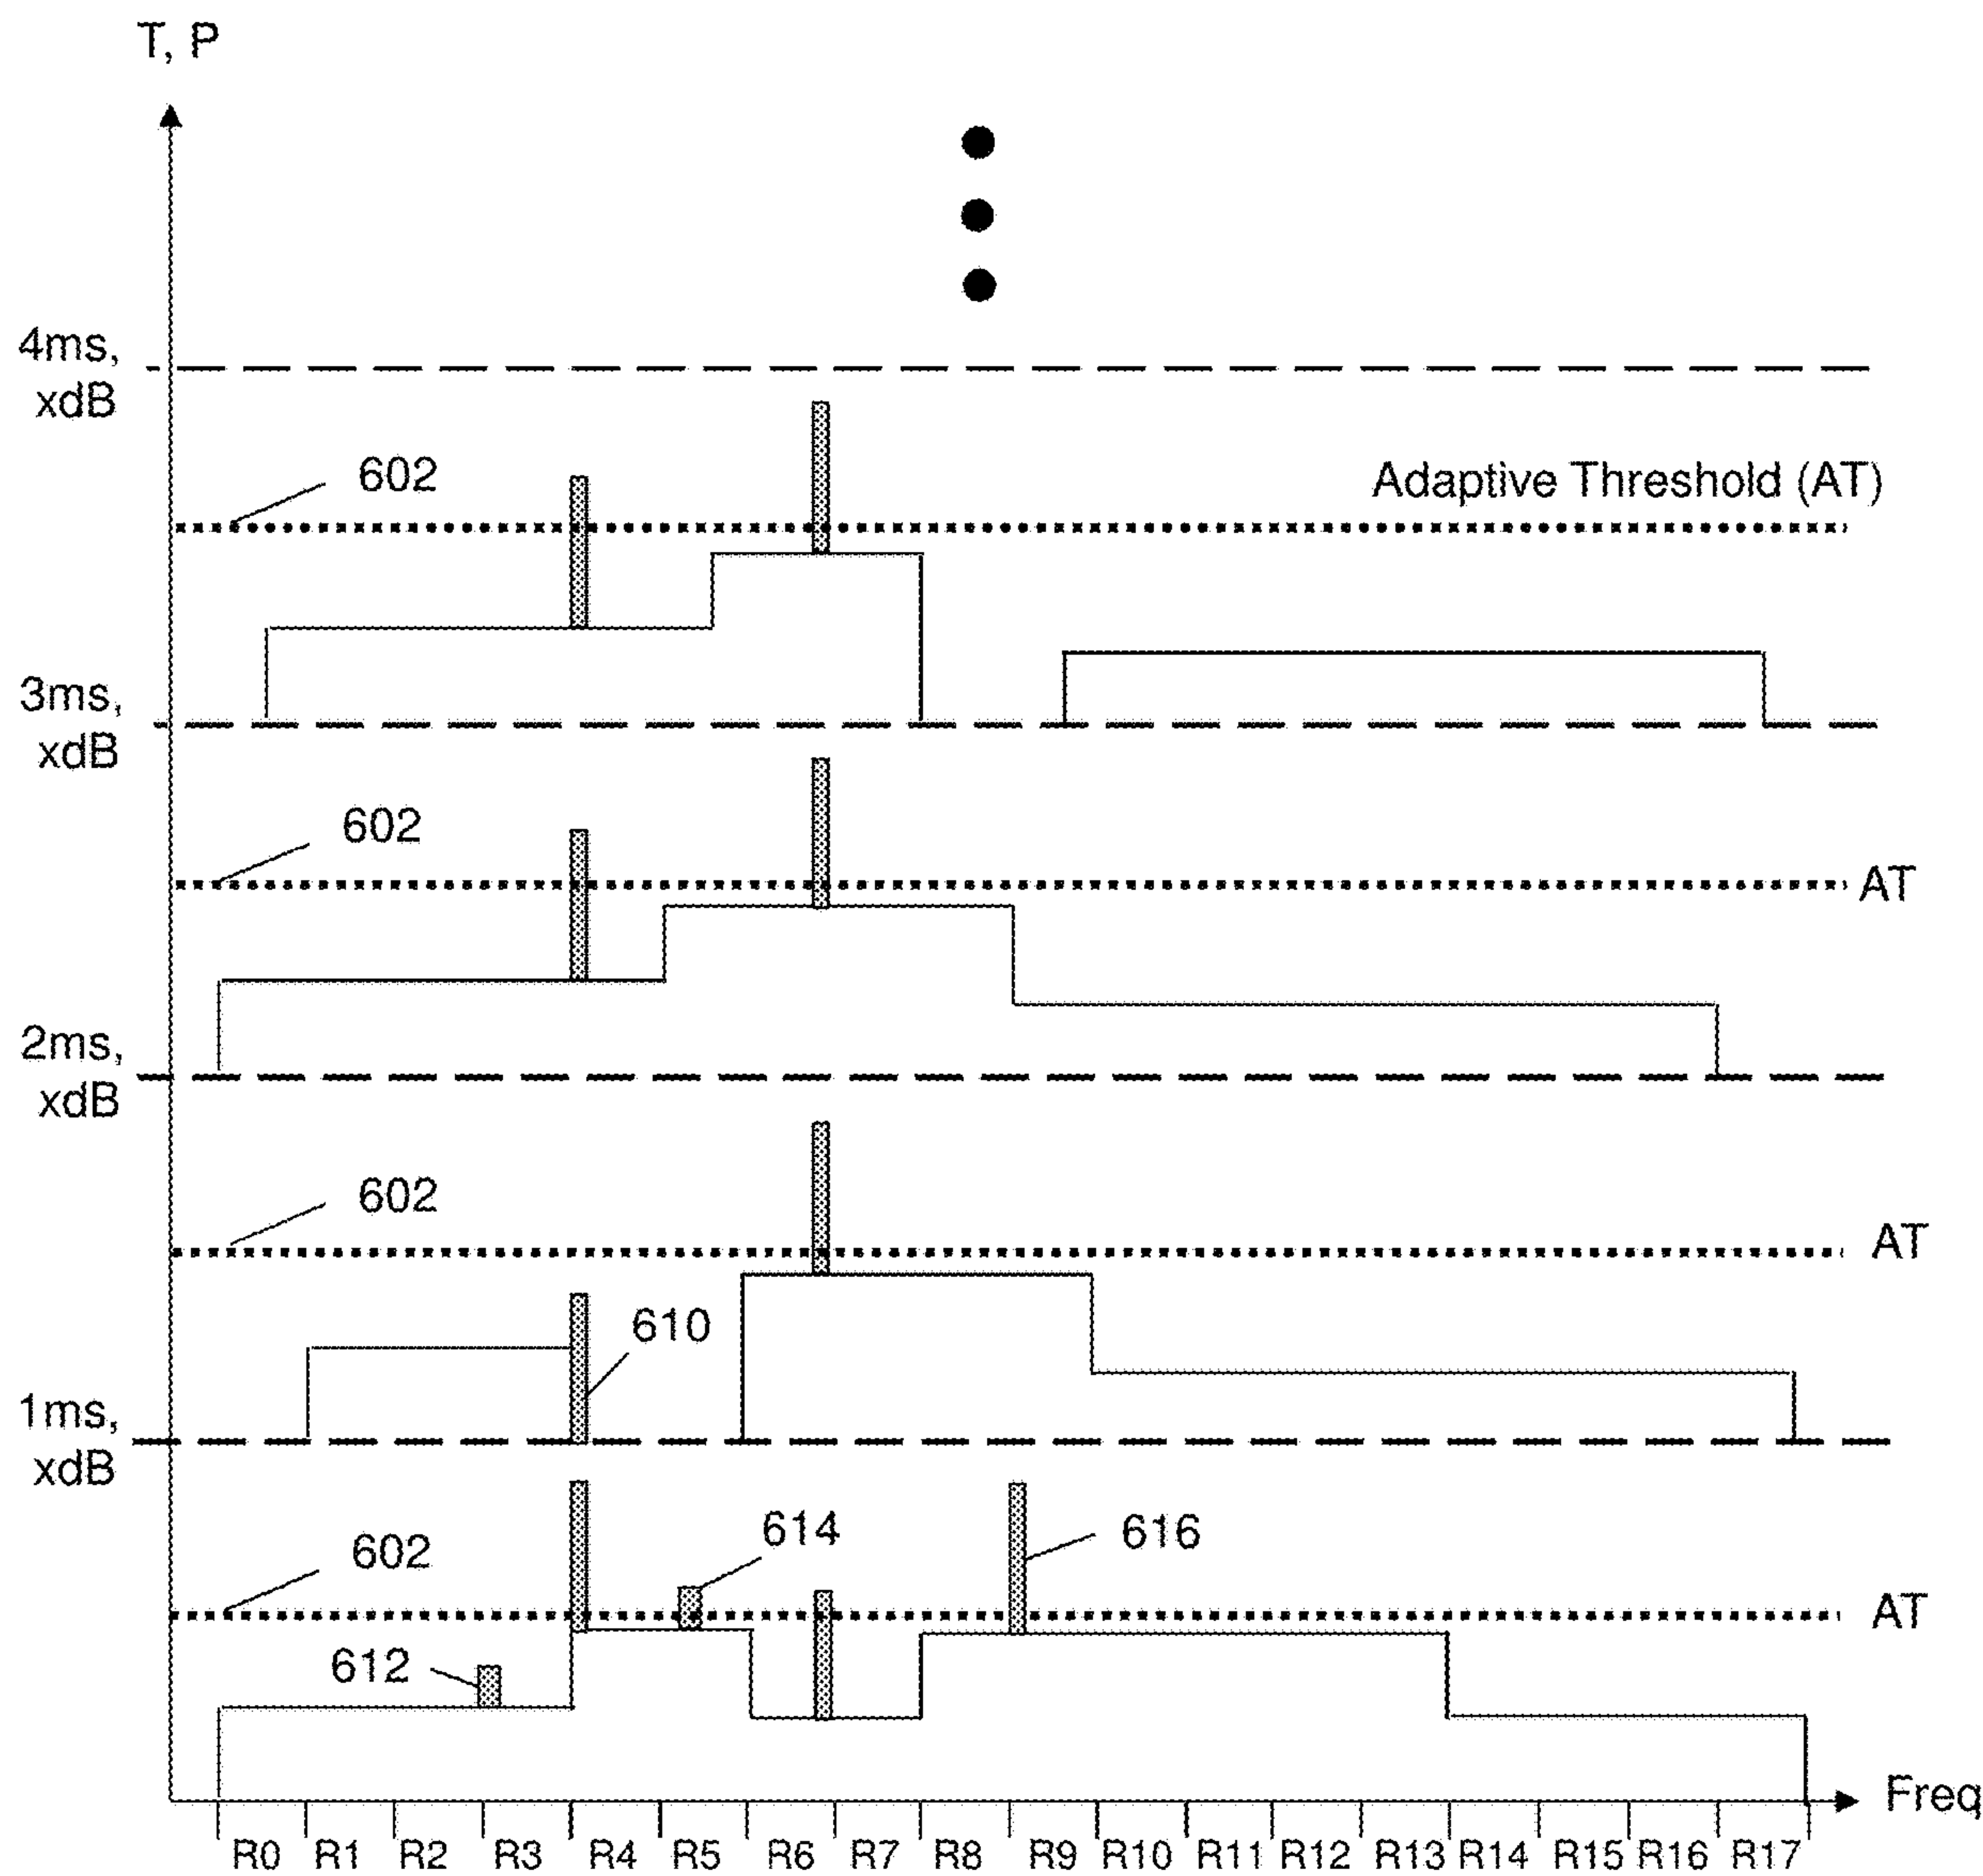 T, P
4ms,
xdB
602
Adaptive Threshold (AT)
3ms,
xdB
602
AT
2ms,
xdB
602
AT
610
1ms,
xdB
614
616
602
AT
612
Freq
R0 R1 R2 R3 R4 R5 R6 R7 R8 R9 R10 R11 R12 R13 R14 R15 R16 R17